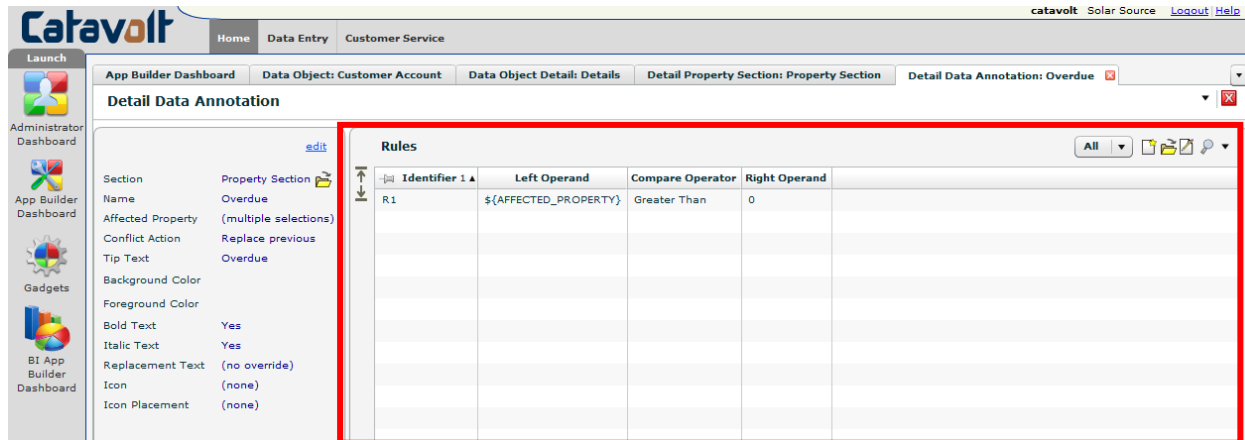 catavolt Solar Source Logout | Help
Catavolt
Home Data Entry Customer Service
Launch
App Builder Dashboard Data Object: Customer Account Data Object Detail: Details Detail Property Section: Property Section Detail Data Annotation: Overdue
Detail Data Annotation
Administrator
Dashboard
App Builder
Dashboard
Gadgets
BI App
Builder
Dashboard
edit
Section Property Section
Name Overdue
Affected Property (multiple selections)
Conflict Action Replace previous
Tip Text Overdue
Background Color
Foreground Color
Bold Text Yes
Italic Text Yes
Replacement Text (no override)
Icon (none)
Icon Placement (none)
Rules All
Identifier 1 Left Operand Compare Operator Right Operand
R1 ${AFFECTED_PROPERTY} Greater Than 0